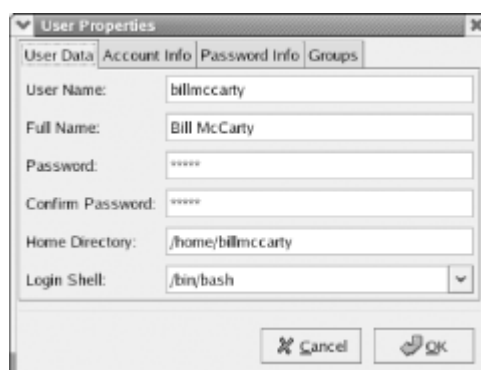 User Properties
User Data Account Info Password Info Groups
User Name: billmccarty
Full Name: Bill McCarty
Password: *****
Confirm Password: *****
Home Directory: /home/billmccarty
Login Shell: /bin/bash
Cancel OK